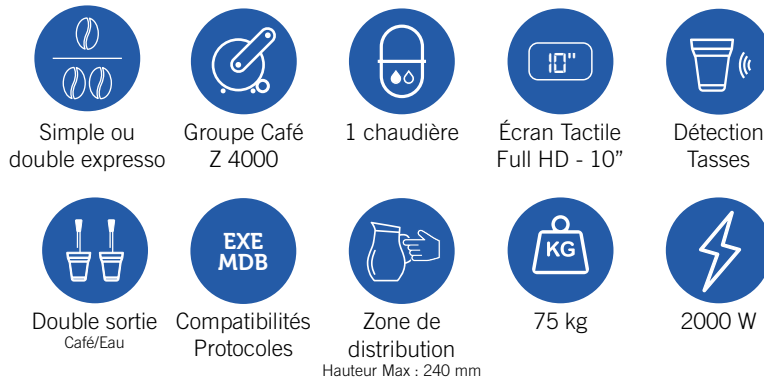 10"
Simple ou
double expresso
Groupe Café
Z 4000
1 chaudière
Écran Tactile
Full HD - 10”
Détection
Tasses
EXE
MDB
KG
Double sortie
Café/Eau
Compatibilités
Protocoles
Zone de
distribution
Hauteur Max : 240 mm
75 kg
2000 W